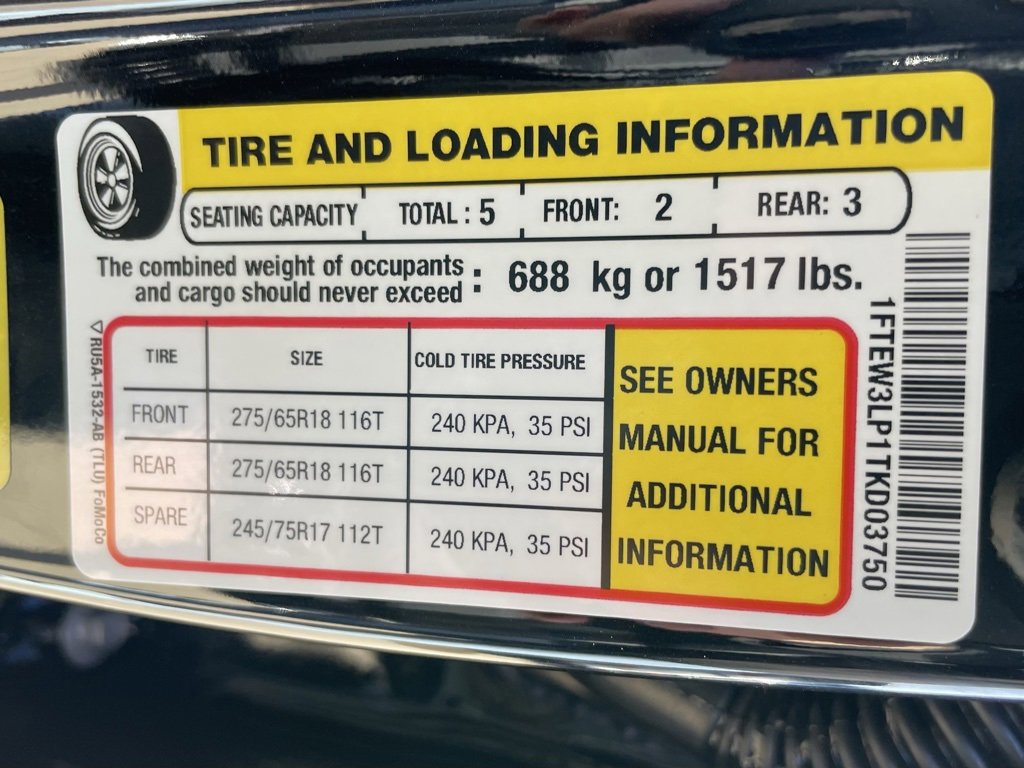 TIRE AND LOADING INFORMATION
SEATING CAPACITY TOTAL : 5 FRONT: 2 REAR: 3
The combined weight of occupants
and cargo should never exceed : 688 kg or 1517 lbs.
TIRE SIZE COLD TIRE PRESSURE
FRONT 275/65R18 116T 240 KPA, 35 PSI
REAR 275/65R18 116T 240 KPA, 35 PSI
SPARE 245/75R17 112T 240 KPA, 35 PSI
SEE OWNERS
MANUAL FOR
ADDITIONAL
INFORMATION
1FTEW3LP1TKD03750
▽RU5A-1532-AB (TLU) FoMoCo